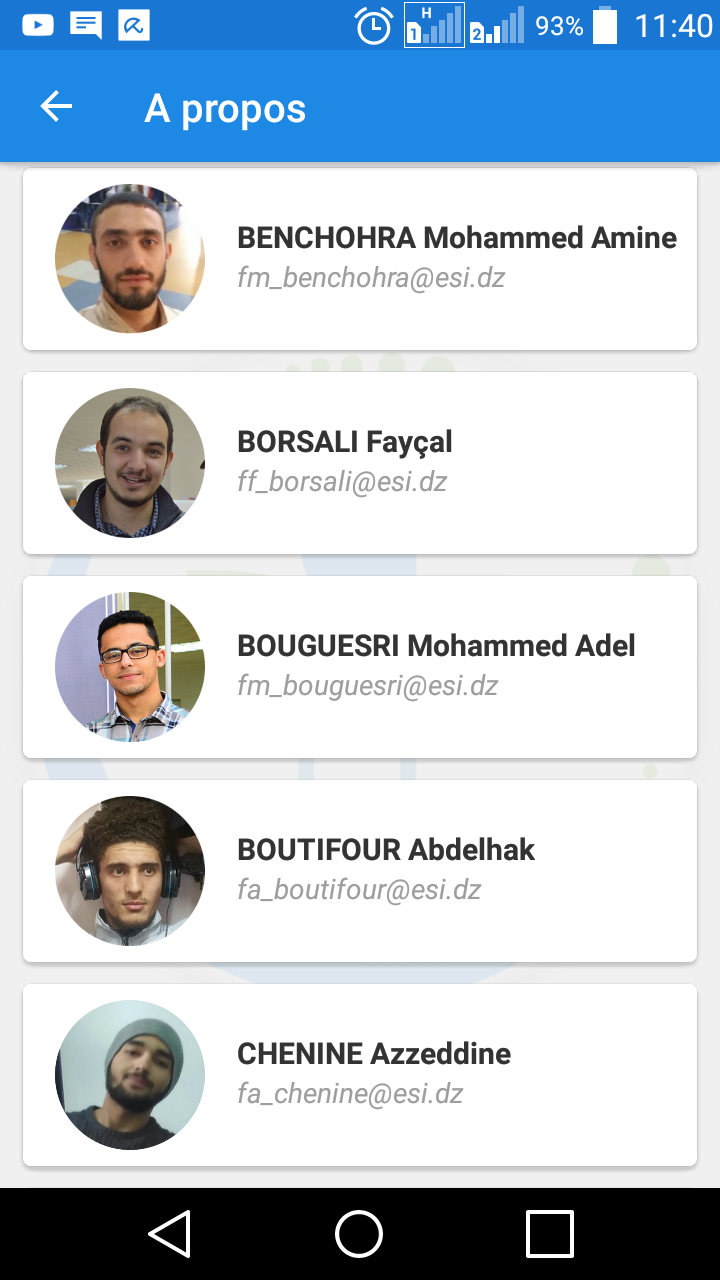 H
1
2
93%
11:40
A propos
BENCHOHRA Mohammed Amine
fm_benchohra@esi.dz
BORSALI Fayçal
ff_borsali@esi.dz
BOUGUESRI Mohammed Adel
fm_bouguesri@esi.dz
BOUTIFOUR Abdelhak
fa_boutifour@esi.dz
CHENINE Azzeddine
fa_chenine@esi.dz